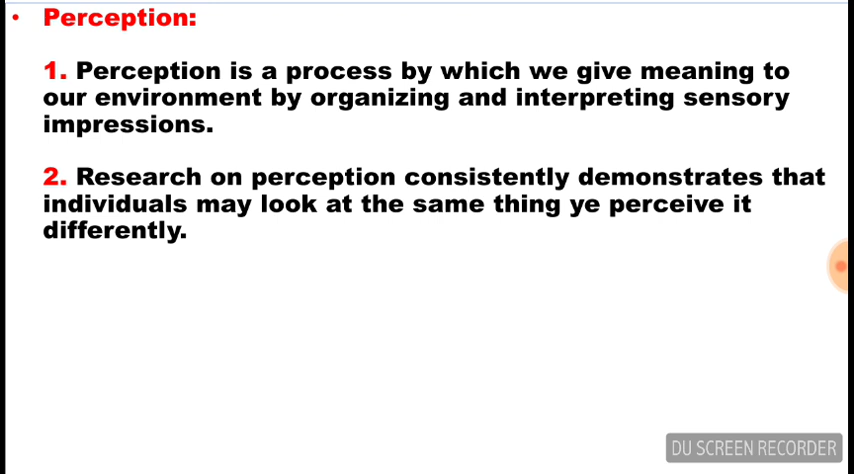 • Perception:
1. Perception is a process by which we give meaning to
our environment by organizing and interpreting sensory
impressions.
2. Research on perception consistently demonstrates that
individuals may look at the same thing ye perceive it
differently.
DU SCREEN RECORDER